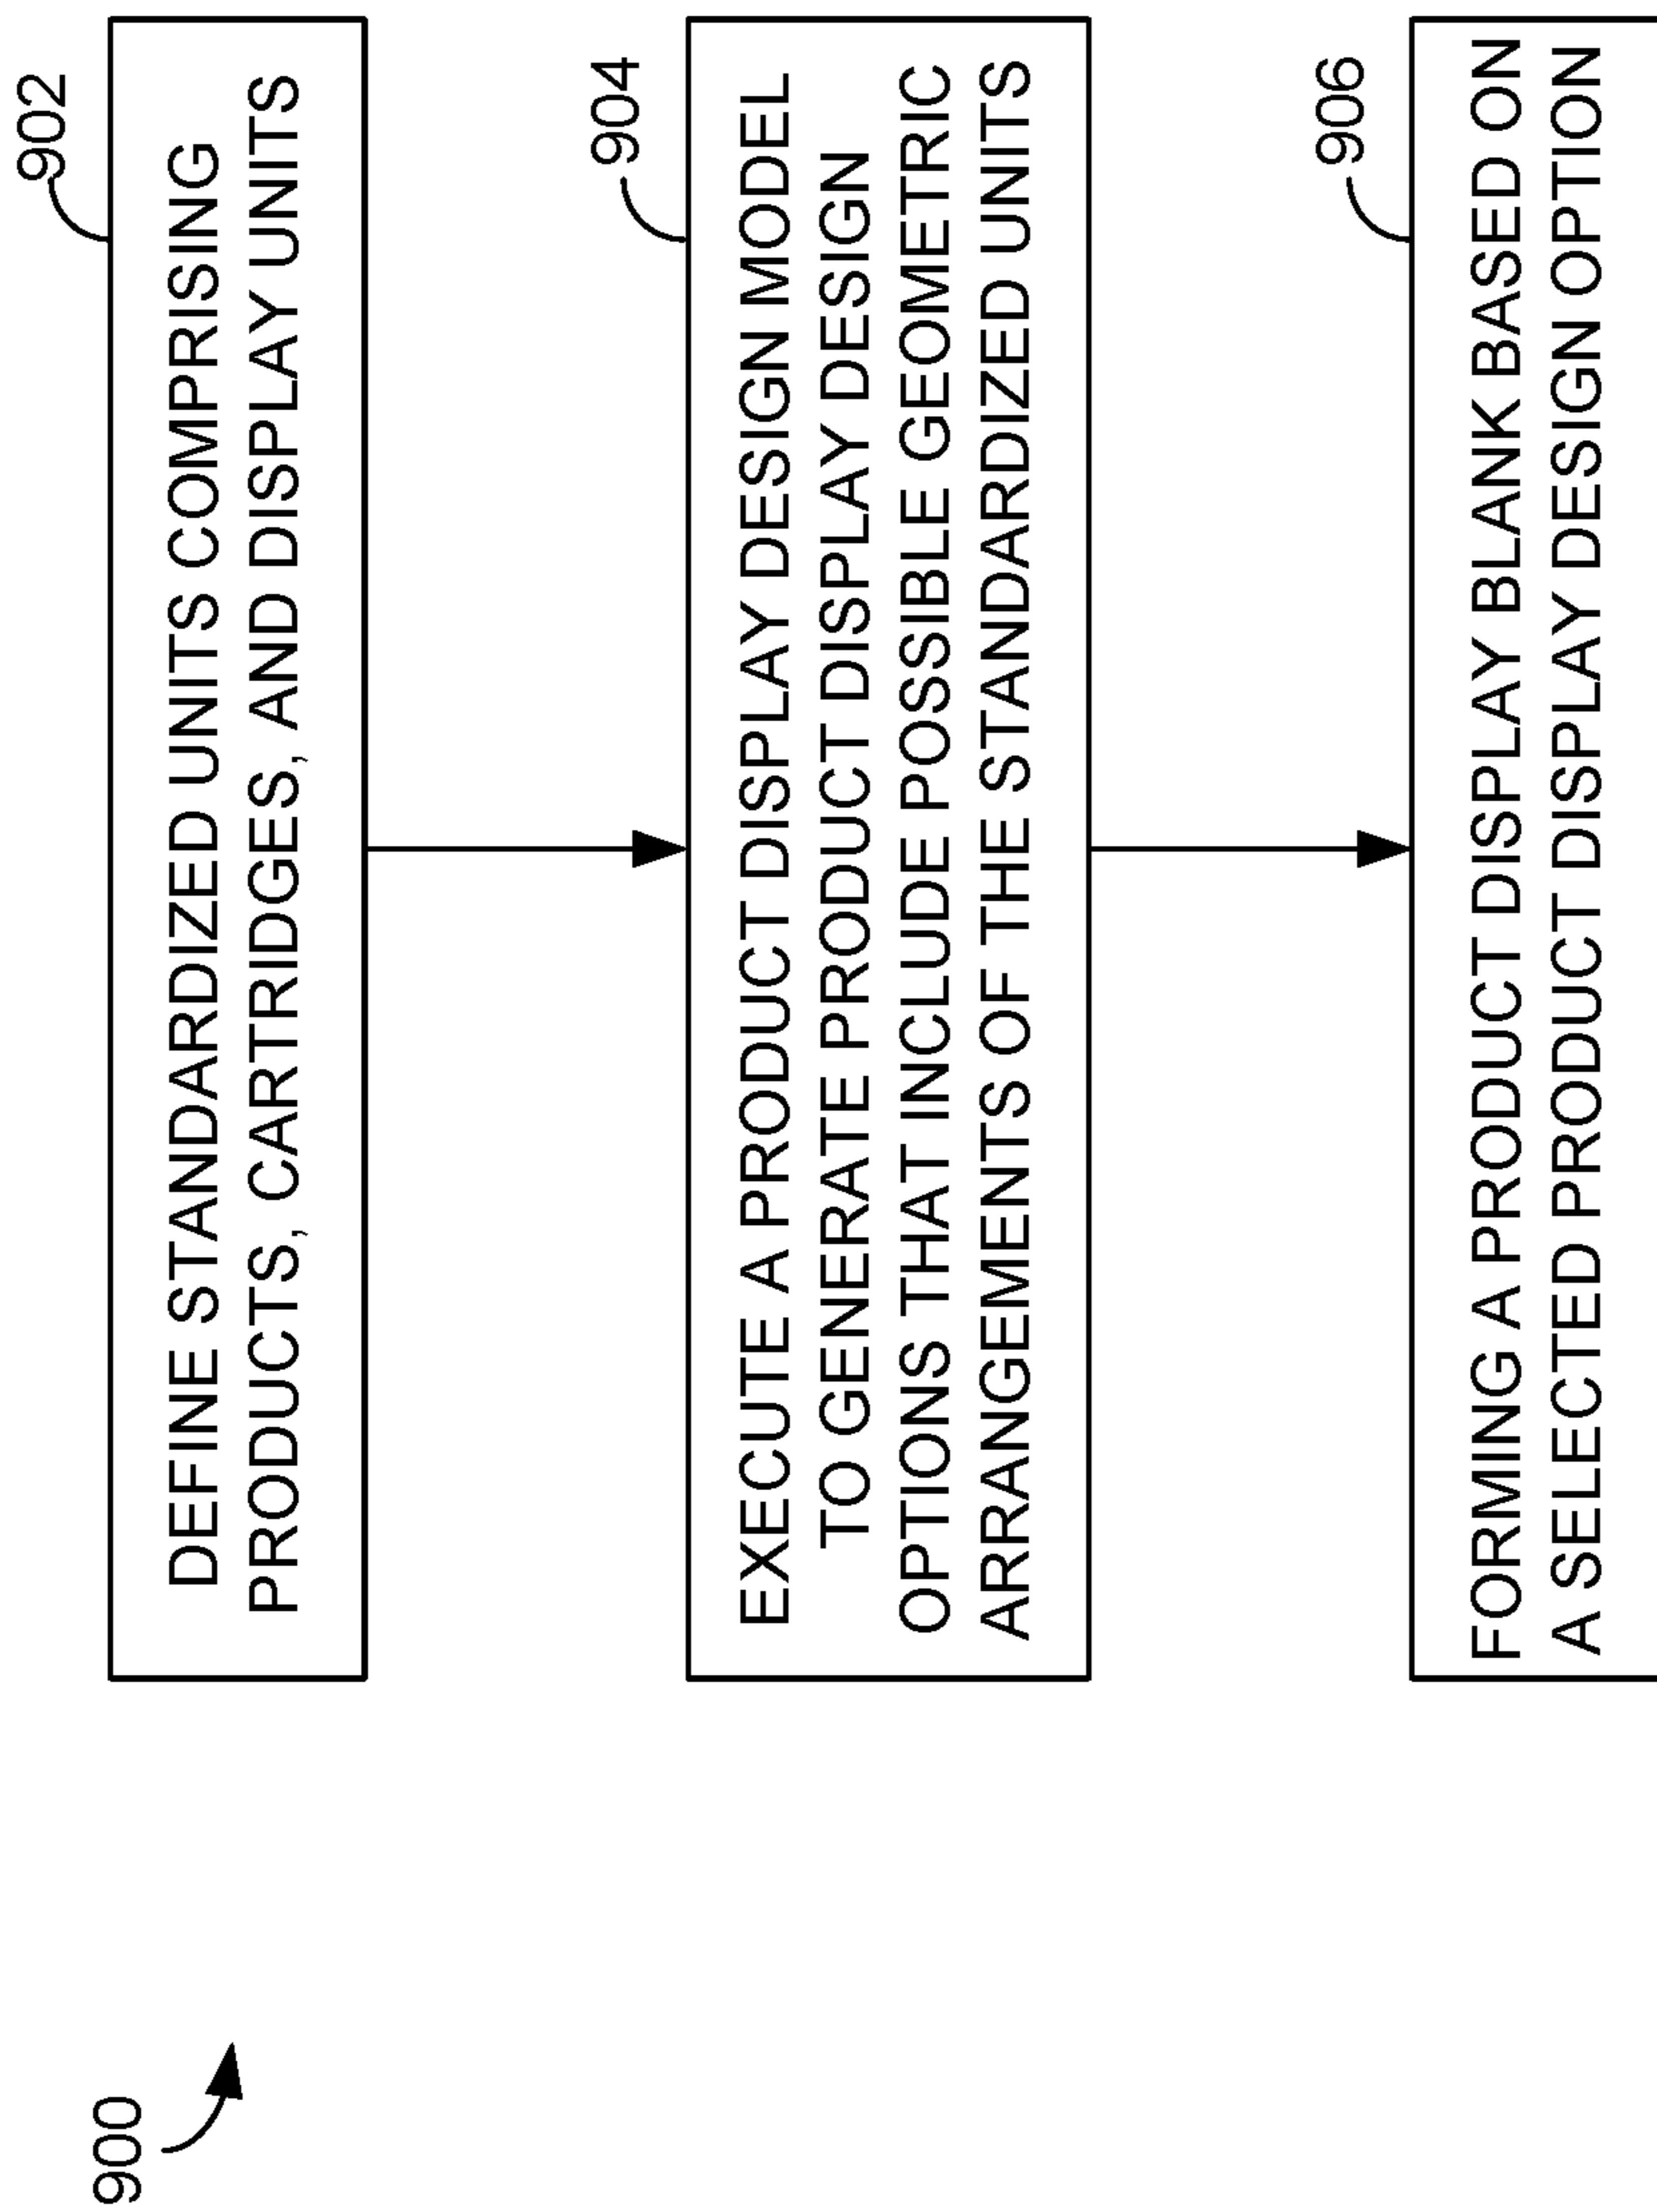 900
902
DEFINE STANDARDIZED UNITS COMPRISING
PRODUCTS, CARTRIDGES, AND DISPLAY UNITS
904
EXECUTE A PRODUCT DISPLAY DESIGN MODEL
TO GENERATE PRODUCT DISPLAY DESIGN
OPTIONS THAT INCLUDE POSSIBLE GEOMETRIC
ARRANGEMENTS OF THE STANDARDIZED UNITS
906
FORMING A PRODUCT DISPLAY BLANK BASED ON
A SELECTED PRODUCT DISPLAY DESIGN OPTION